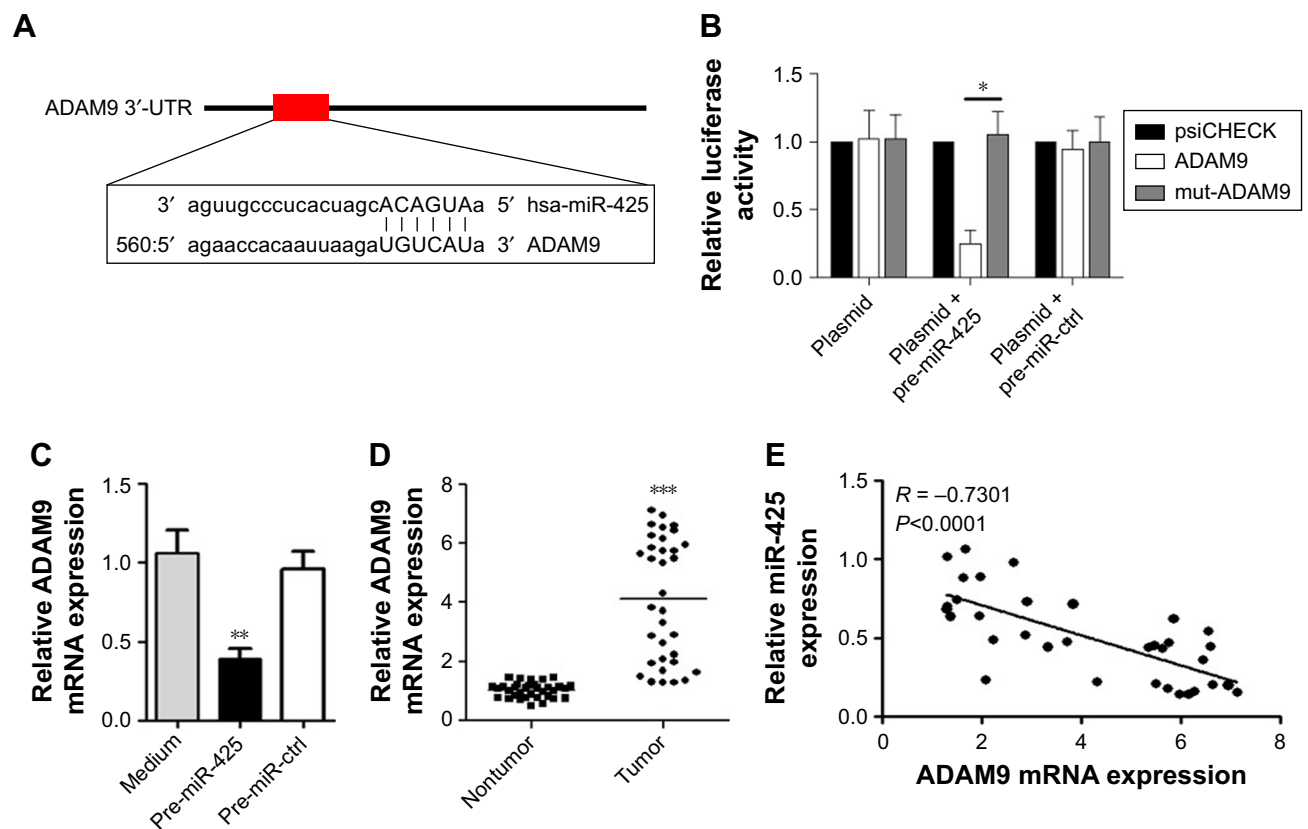 A
ADAM9 3′-UTR
3′ aguugcccucacuagcACAGUAa 5′ hsa-miR-425
560:5′ agaaccacaauuaagaUGUCAUa 3′ ADAM9
B
Relative luciferase
activity
1.5
1.0
0.5
0.0
*
Plasmid
Plasmid +
pre-miR-425
Plasmid +
pre-miR-ctrl
psiCHECK
ADAM9
mut-ADAM9
C
Relative ADAM9
mRNA expression
1.5
1.0
0.5
0.0
**
Medium
Pre-miR-425
Pre-miR-ctrl
D
Relative ADAM9
mRNA expression
8
6
4
2
0
***
Nontumor
Tumor
E
Relative miR-425
expression
1.5
1.0
0.5
0.0
R = –0.7301
P<0.0001
0 2 4 6 8
ADAM9 mRNA expression